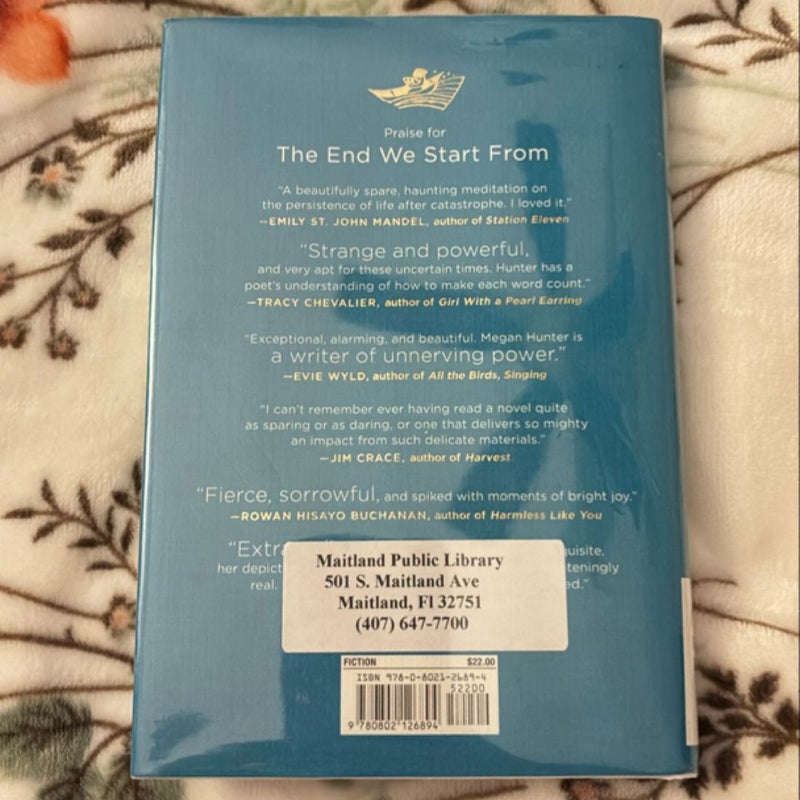 Praise for
The End We Start From
"A beautifully spare, haunting meditation on
the persistence of life after catastrophe. I loved it."
—EMILY ST. JOHN MANDEL, author of Station Eleven
"Strange and powerful,
and very apt for these uncertain times. Hunter has a
poet's understanding of how to make each word count."
—TRACY CHEVALIER, author of Girl With a Pearl Earring
"Exceptional, alarming, and beautiful. Megan Hunter is
a writer of unnerving power."
—EVIE WYLD, author of All the Birds, Singing
"I can't remember ever having read a novel quite
as sparing or as daring, or one that delivers so mighty
an impact from such delicate materials."
—JIM CRACE, author of Harvest
"Fierce, sorrowful, and spiked with moments of bright joy."
—ROWAN HISAYO BUCHANAN, author of Harmless Like You
her
real.
Maitland Public Library
501 S. Maitland Ave
Maitland, Fl 32751
(407) 647-7700
FICTION $22.00
ISBN 978-0-8021-2689-4
52200
9 780802 126894